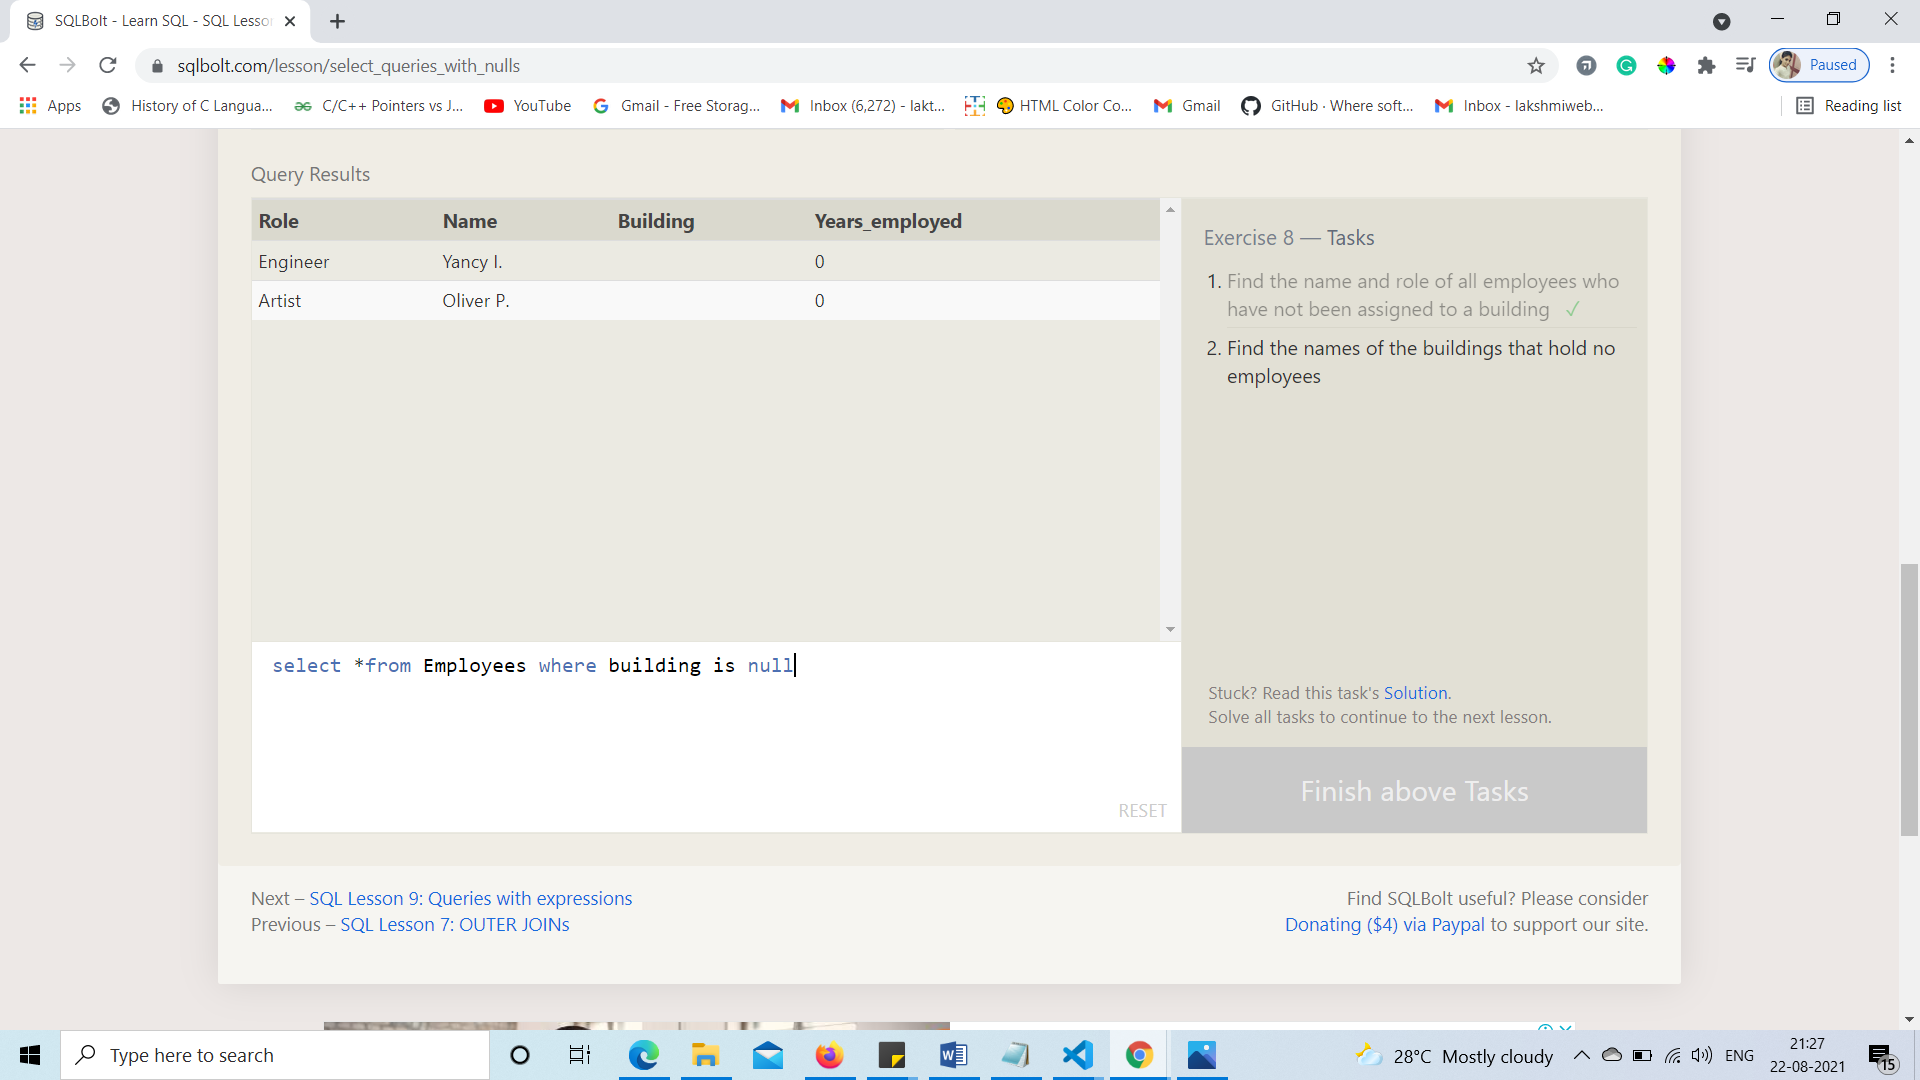 SQLBolt - Learn SQL - SQL Lesson
sqlbolt.com/lesson/select_queries_with_nulls
Paused
Apps
History of C Langua...
C/C++ Pointers vs J...
YouTube
Gmail - Free Storag...
Inbox (6,272) - lakt...
HTML Color Co...
Gmail
GitHub · Where soft...
Inbox - lakshmiweb...
Reading list
Query Results
Role Name Building Years_employed
Engineer Yancy I. 0
Artist Oliver P. 0
select *from Employees where building is null
RESET
Exercise 8 — Tasks
1. Find the name and role of all employees who
have not been assigned to a building ✓
2. Find the names of the buildings that hold no
employees
Stuck? Read this task's Solution.
Solve all tasks to continue to the next lesson.
Finish above Tasks
Next – SQL Lesson 9: Queries with expressions
Previous – SQL Lesson 7: OUTER JOINs
Find SQLBolt useful? Please consider
Donating ($4) via Paypal to support our site.
Type here to search
28°C Mostly cloudy
ENG
21:27
22-08-2021
15